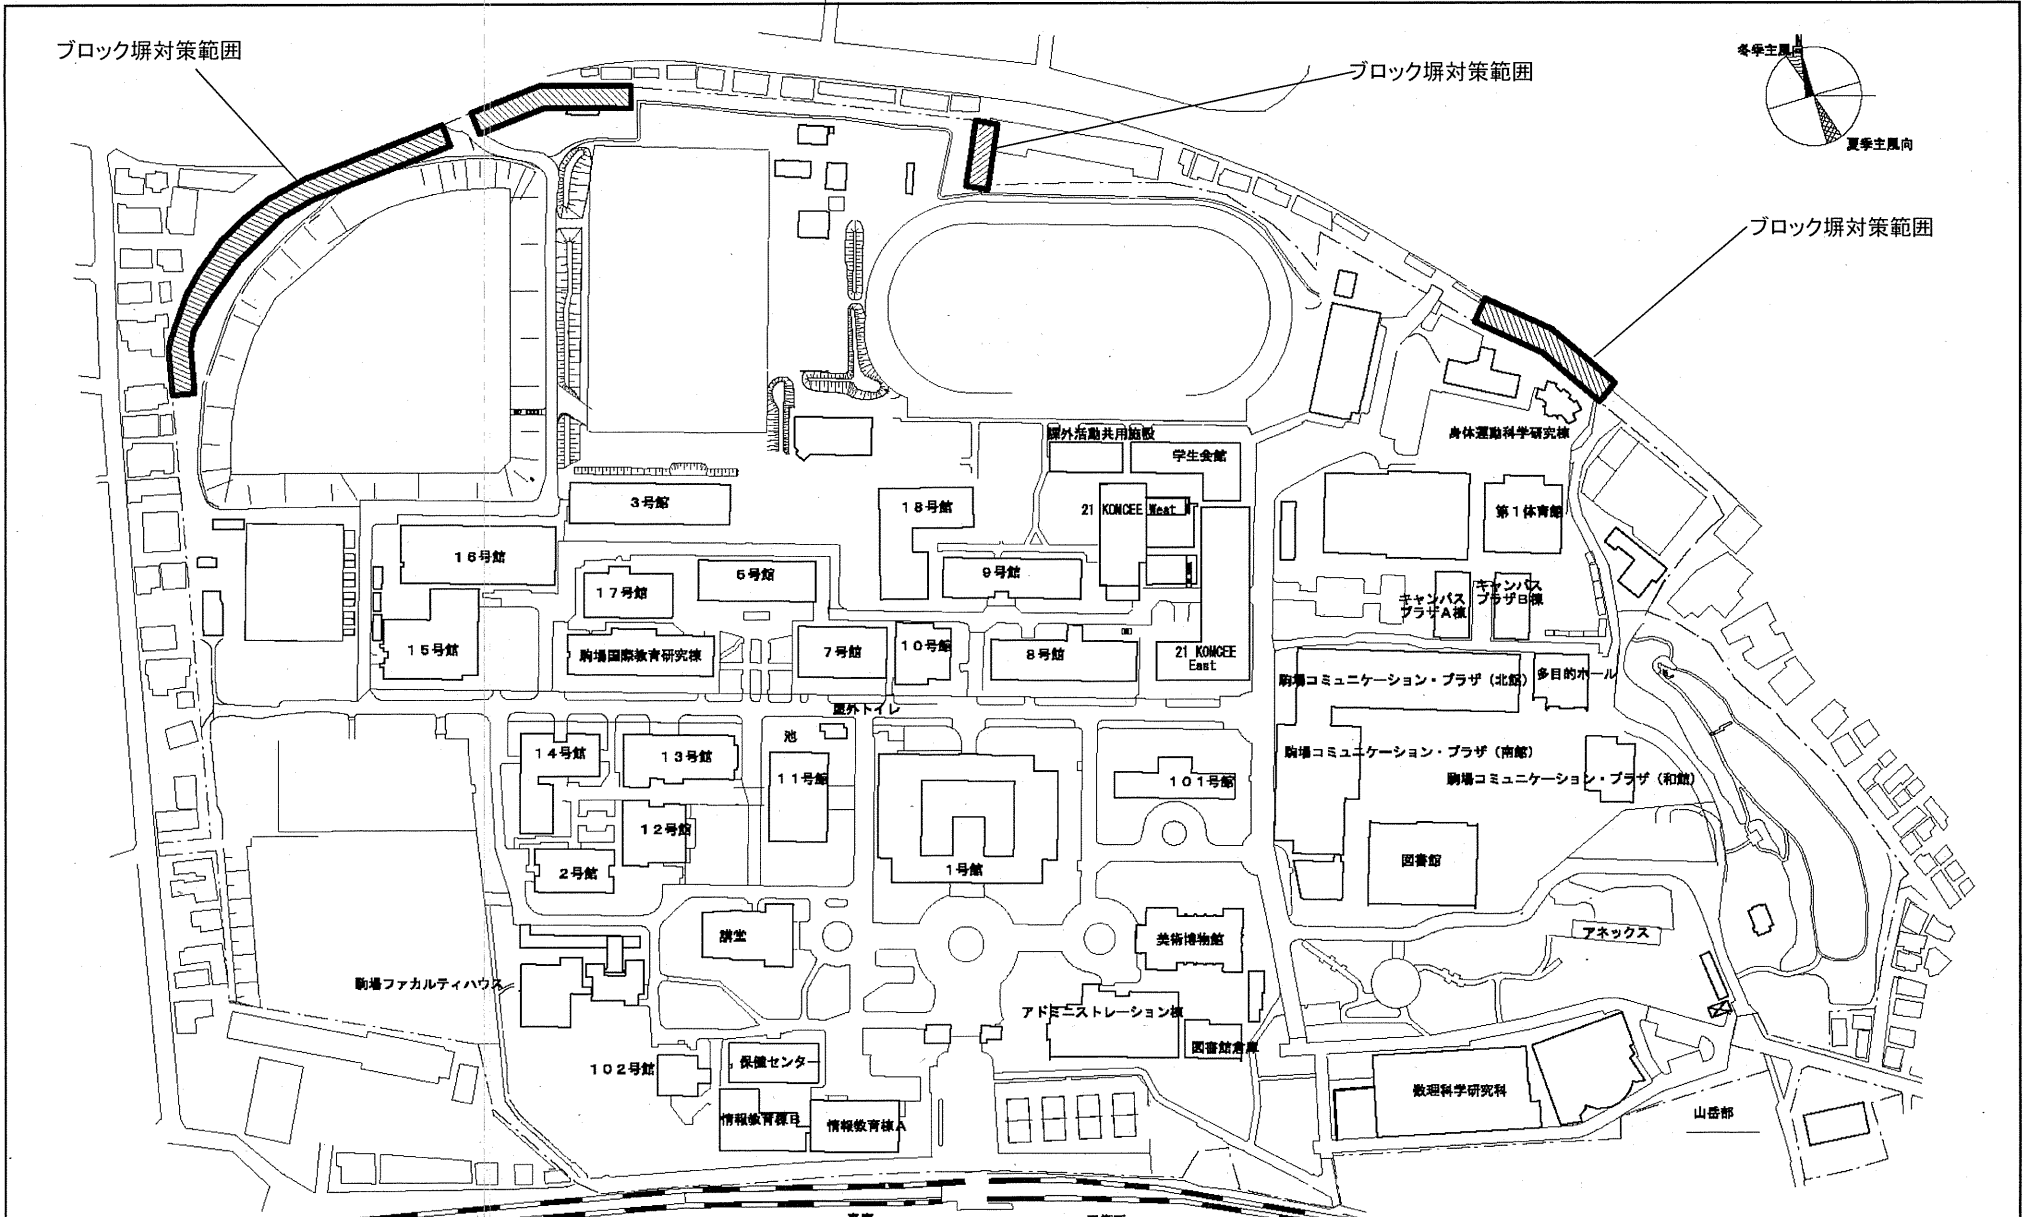 ブロック塀対策範囲
ブロック塀対策範囲
冬季主風向
夏季主風向
ブロック塀対策範囲
課外活動共用施設
学生会館
身体運動科学研究棟
3号館
18号館
21 KOMCEE West
第1体育館
16号館
17号館
5号館
9号館
キャンパス
プラザA棟
キャンパス
プラザB棟
15号館
駒場国際教育研究棟
7号館
10号館
8号館
21 KOMCEE
East
駒場コミュニケーション・プラザ(北館)
多目的ホール
屋外トイレ
池
14号館
13号館
11号館
101号館
駒場コミュニケーション・プラザ(南館)
駒場コミュニケーション・プラザ(和館)
12号館
2号館
1号館
図書館
講堂
美術博物館
アネックス
駒場ファカルティハウス
アドミニストレーション棟
図書館倉庫
102号館
保健センター
数理科学研究科
山岳部
情報教育棟B
情報教育棟A